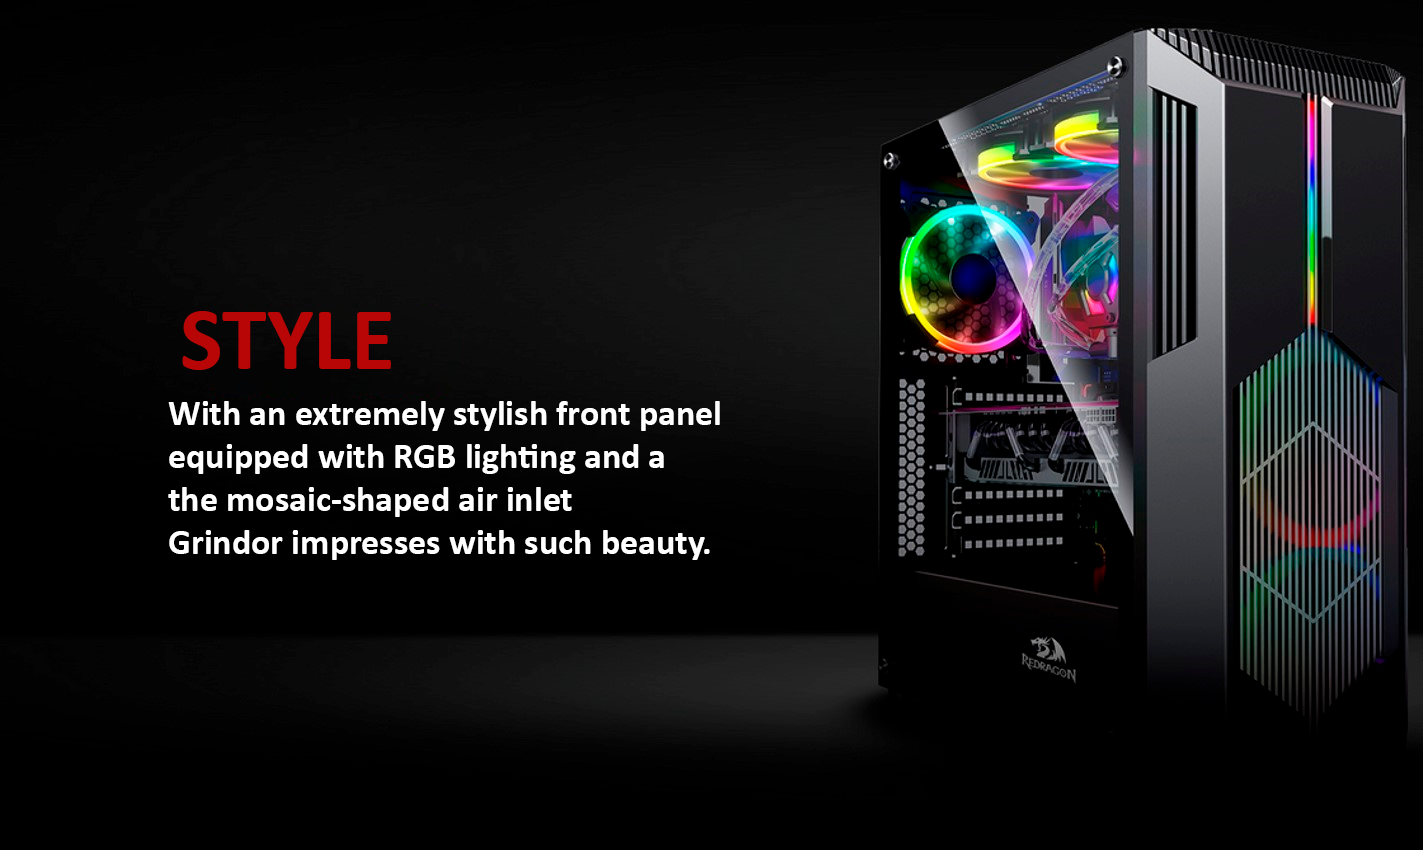 STYLE
With an extremely stylish front panel
equipped with RGB lighting and a
the mosaic-shaped air inlet
Grindor impresses with such beauty.
REDRAGON